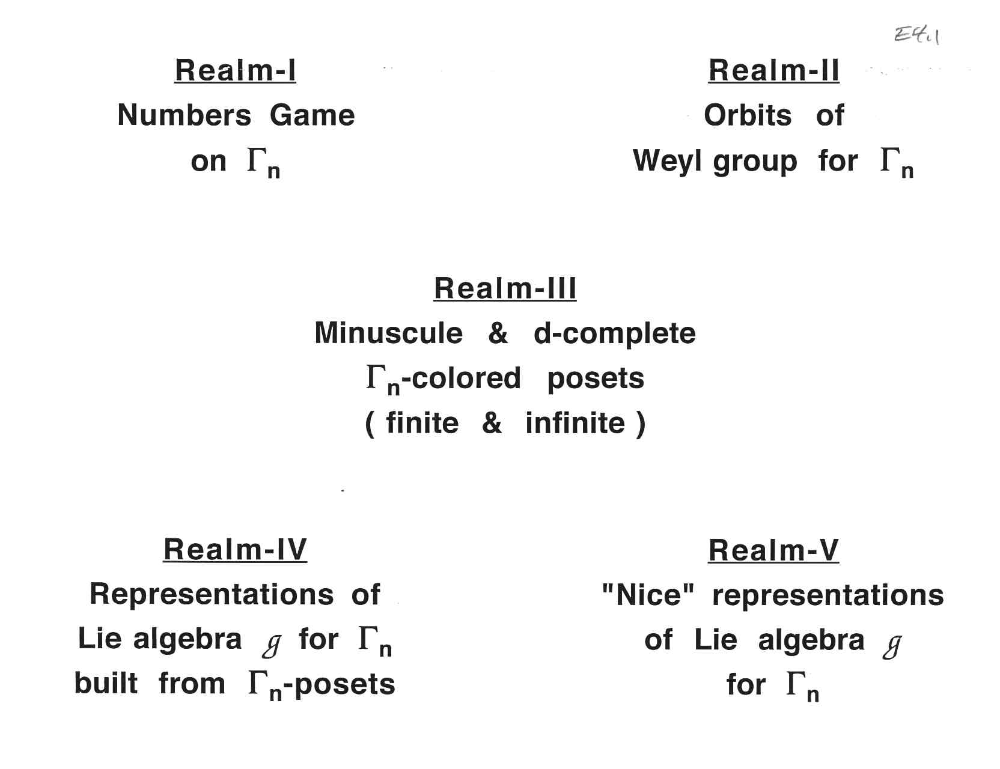 E4.1
Realm-I
Numbers Game
on Γn
Realm-II
Orbits of
Weyl group for Γn
Realm-III
Minuscule & d-complete
Γn-colored posets
( finite & infinite )
Realm-IV
Representations of
Lie algebra g for Γn
built from Γn-posets
Realm-V
"Nice" representations
of Lie algebra g
for Γn